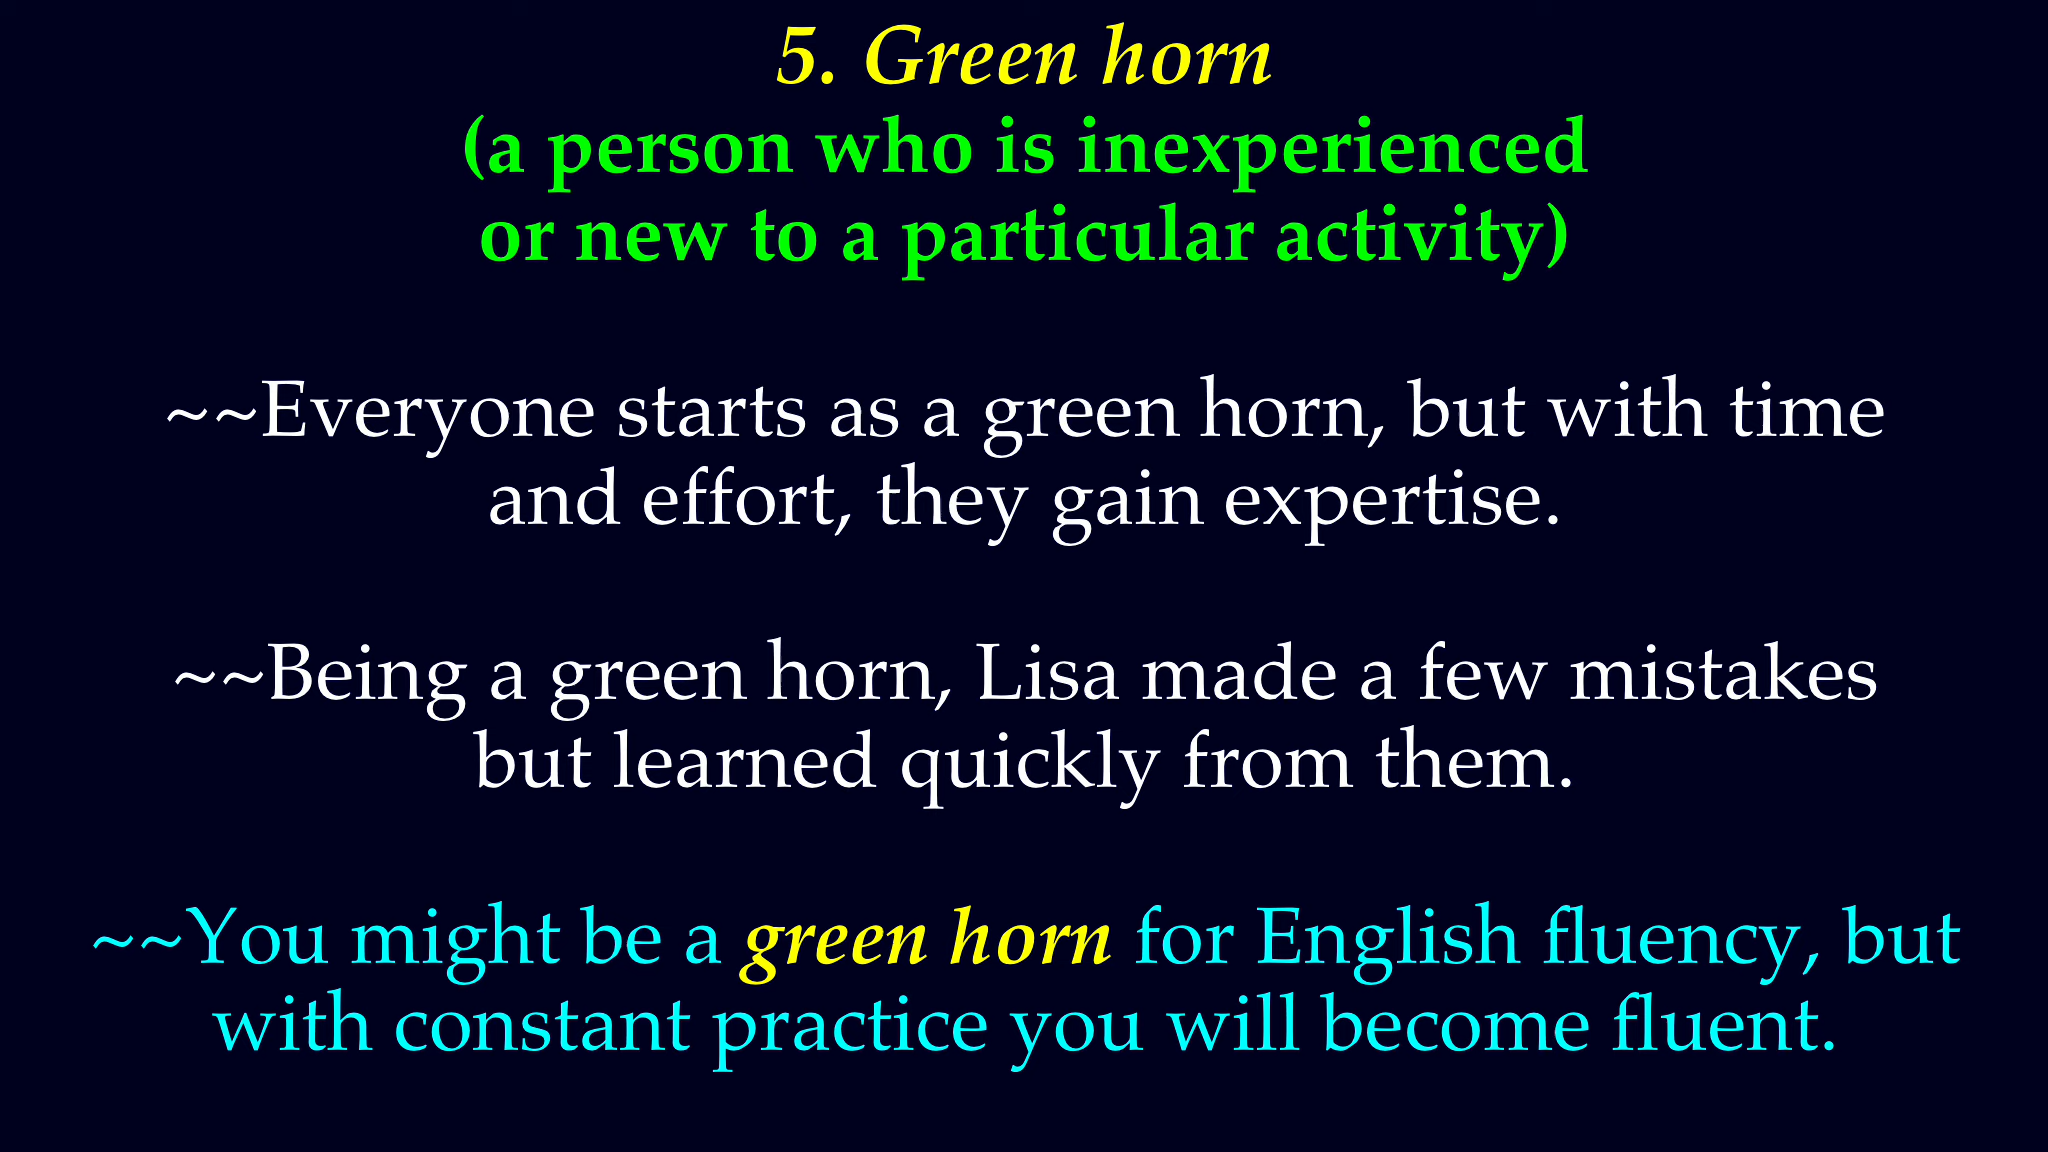 5. Green horn
(a person who is inexperienced
or new to a particular activity)
~~Everyone starts as a green horn, but with time
and effort, they gain expertise.
~~Being a green horn, Lisa made a few mistakes
but learned quickly from them.
~~You might be a green horn for English fluency, but
with constant practice you will become fluent.